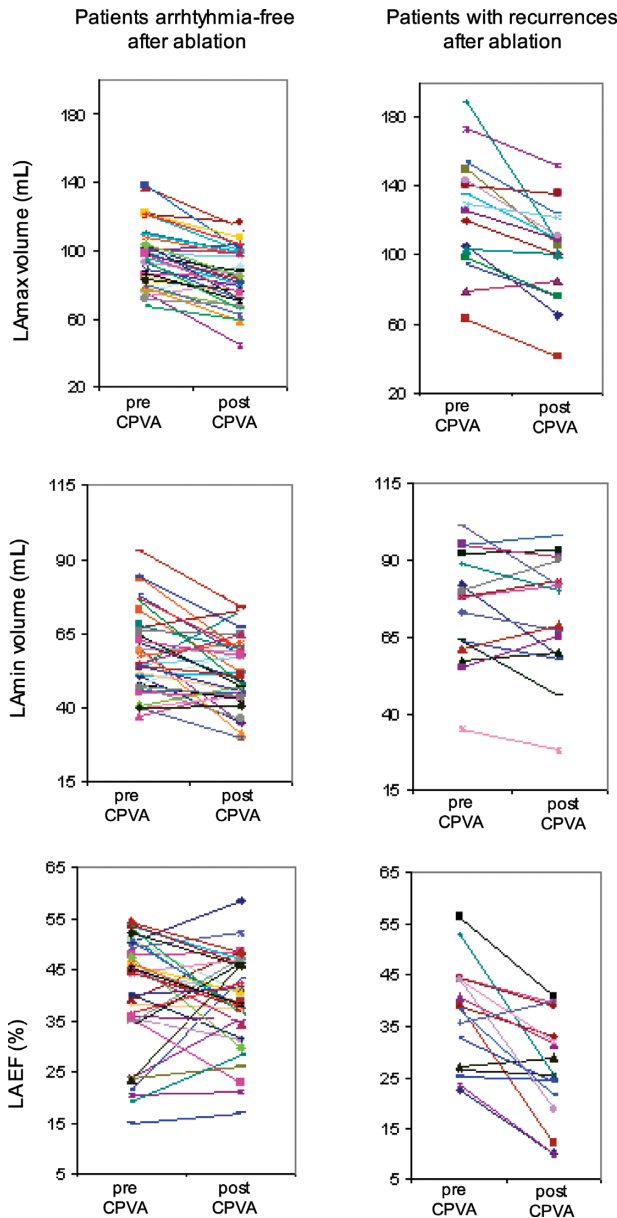 Patients arrhtyhmia-free
after ablation
Patients with recurrences
after ablation
LAmax volume (mL)
180
140
100
60
20
pre
CPVA
post
CPVA
180
140
100
60
20
pre
CPVA
post
CPVA
LAmin volume (mL)
115
90
65
40
15
pre
CPVA
post
CPVA
115
90
65
40
15
pre
CPVA
post
CPVA
LAEF (%)
65
55
45
35
25
15
5
pre
CPVA
post
CPVA
65
55
45
35
25
15
5
pre
CPVA
post
CPVA